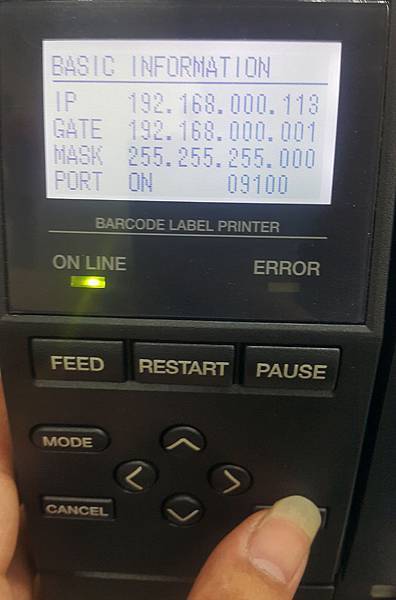 BASIC INFORMATION
IP 192.168.000.113
GATE 192.168.000.001
MASK 255.255.255.000
PORT ON 09100
BARCODE LABEL PRINTER
ON LINE ERROR
FEED RESTART PAUSE
MODE
CANCEL